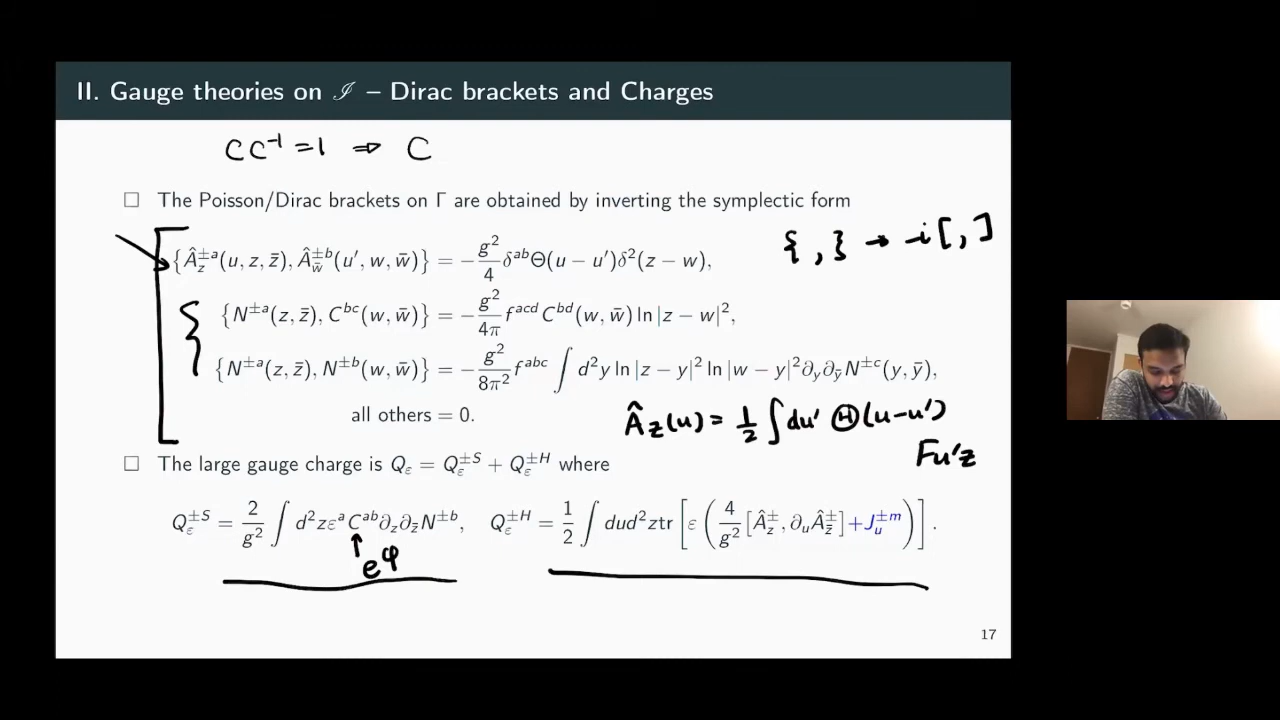 II. Gauge theories on ℐ – Dirac brackets and Charges
CC⁻¹ = 1 ⇒ C
□ The Poisson/Dirac brackets on Γ are obtained by inverting the symplectic form
{ , } → -i[ , ]
{Â_z^{±a}(u, z, z̄), Â_{w̄}^{±b}(u′, w, w̄)} = −g²/4 δ^{ab}Θ(u − u′)δ²(z − w),
{N^{±a}(z, z̄), C^{bc}(w, w̄)} = −g²/4π f^{acd} C^{bd}(w, w̄) ln |z − w|²,
{N^{±a}(z, z̄), N^{±b}(w, w̄)} = −g²/8π² f^{abc} ∫ d²y ln |z − y|² ln |w − y|² ∂_y ∂_ȳ N^{±c}(y, ȳ),
all others = 0.
Â_z(u) = 1/2 ∫ du′ Θ(u−u′)
F_{u′z}
□ The large gauge charge is Q_ε = Q_ε^{±S} + Q_ε^{±H} where
Q_ε^{±S} = 2/g² ∫ d²z ε^a C^{ab} ∂_z ∂_z̄ N^{±b}, Q_ε^{±H} = 1/2 ∫ dud²z tr [ε (4/g² [Â_z^±, ∂_u Â_z̄^±] + J_u^{±m})].
↑
e^φ
17